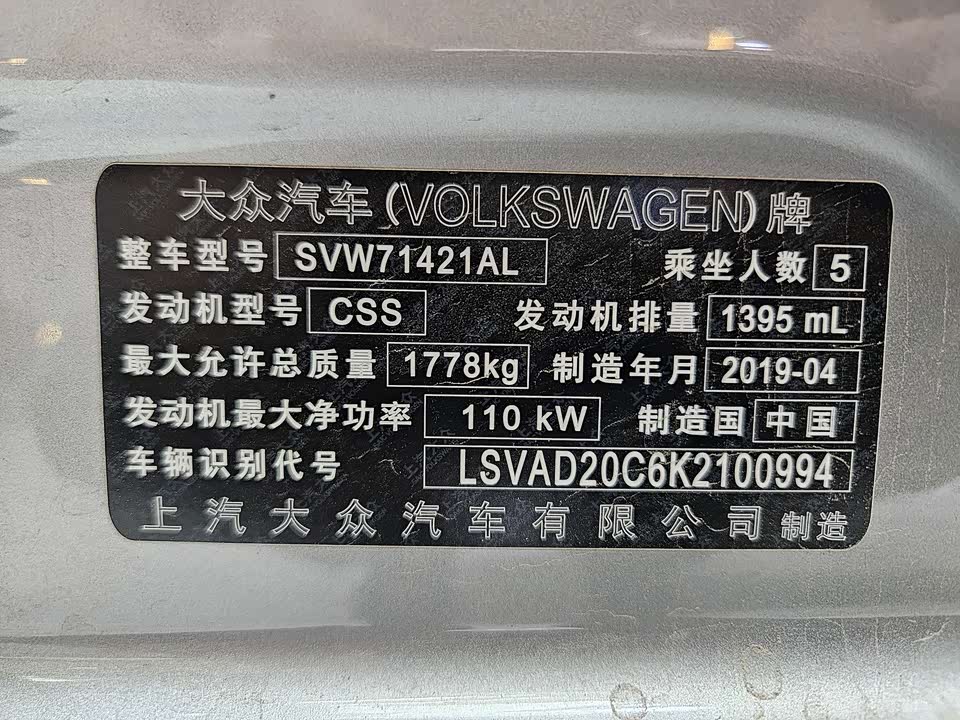 大众汽车(VOLKSWAGEN)牌
整车型号 SVW71421AL 乘坐人数 5
发动机型号 CSS 发动机排量 1395 mL
最大允许总质量 1778kg 制造年月 2019-04
发动机最大净功率 110 kW 制造国 中国
车辆识别代号 LSVAD20C6K2100994
上汽大众汽车有限公司 制造